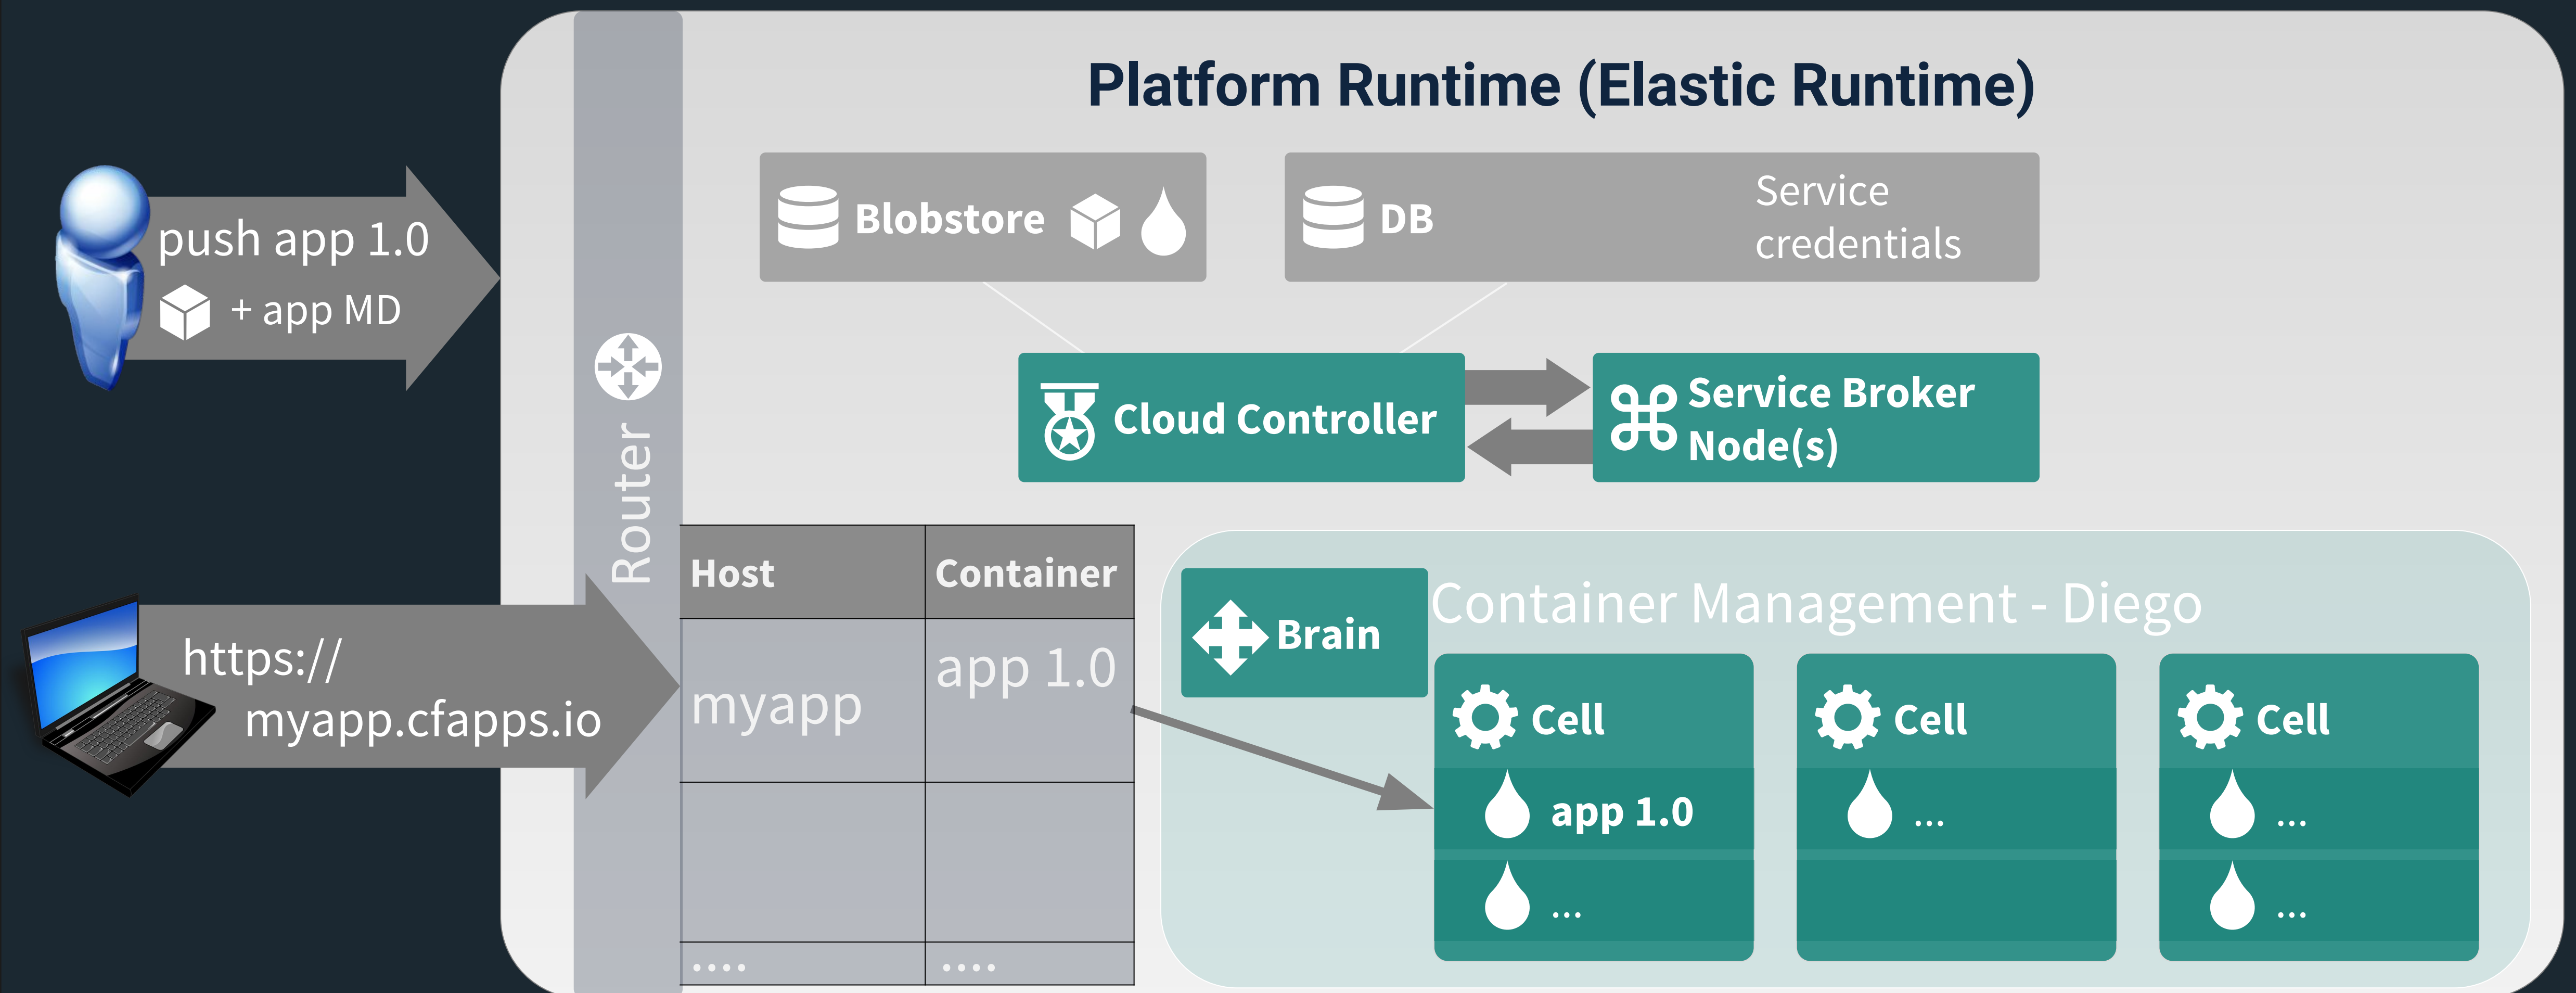 Platform Runtime (Elastic Runtime)
push app 1.0
+ app MD
Blobstore
DB
Service
credentials
Router
Cloud Controller
Service Broker
Node(s)
https://
myapp.cfapps.io
Host
Container
myapp
app 1.0
....
....
Brain
Container Management - Diego
Cell
app 1.0
...
Cell
...
Cell
...
...